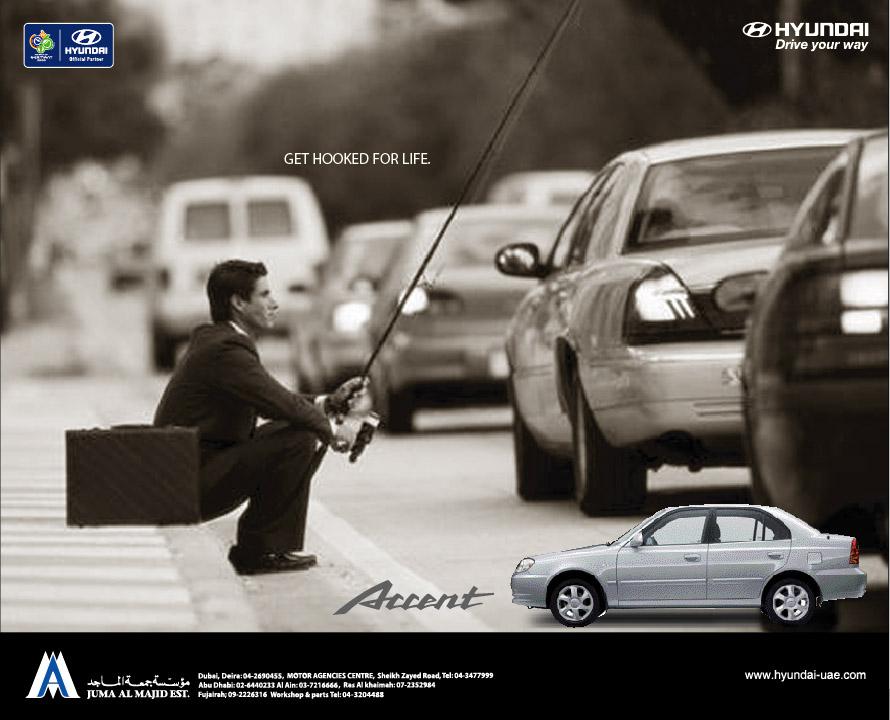 HYUNDAI
Official Partner
HYUNDAI
Drive your way
GET HOOKED FOR LIFE.
Accent
مؤسسة جمعة الماجد
JUMA AL MAJID EST.
Dubai, Deira: 04-2690455, MOTOR AGENCIES CENTRE, Sheikh Zayed Road, Tel: 04-3477999
Abu Dhabi: 02-6440233 Al Ain: 03-7216666, Ras Al khaimah: 07-2352984
Fujairah; 09-2226316 Workshop & parts Tel: 04-3204488
www.hyundai-uae.com